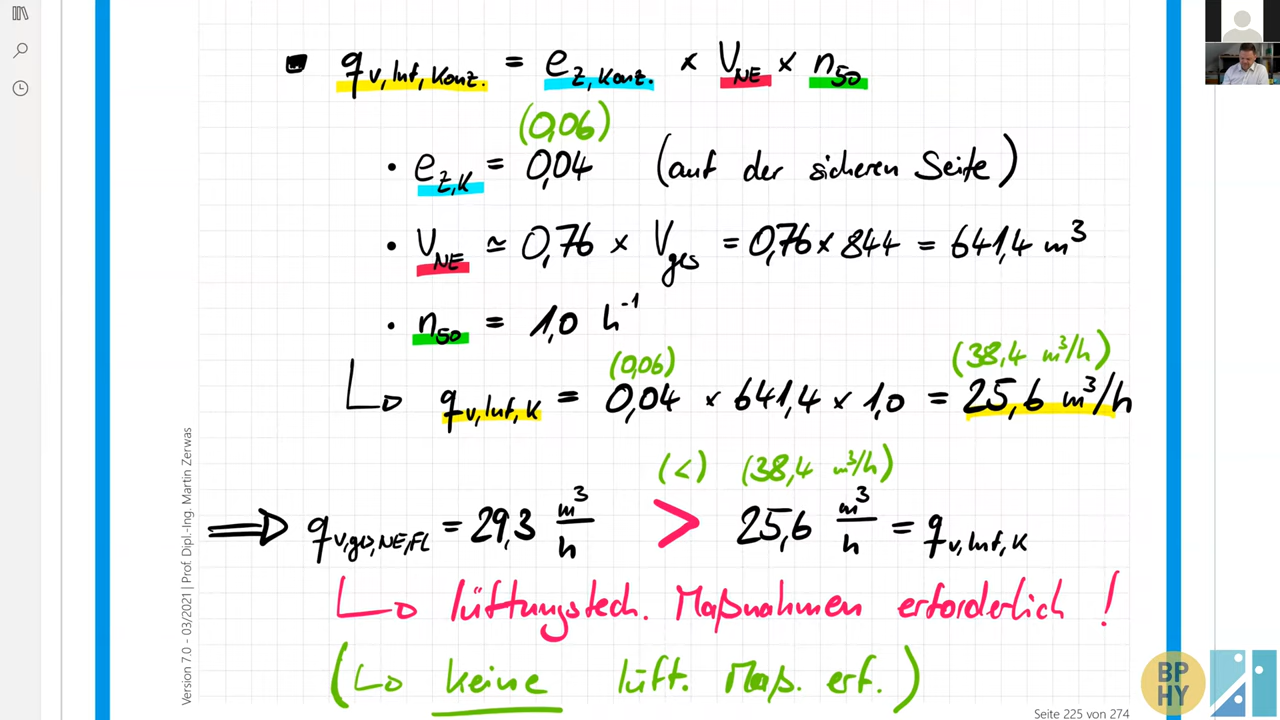 q v,Inf,Konz. = e Z,Konz. × V NE × n 50
(0,06)
• e Z,K = 0,04 (auf der sicheren Seite)
• V NE ≃ 0,76 × V ges = 0,76 × 844 = 641,4 m³
• n 50 = 1,0 h⁻¹
(0,06) (38,4 m³/h)
q v,Inf,K = 0,04 × 641,4 × 1,0 = 25,6 m³/h
(<) (38,4 m³/h)
⇒ q v,ges,NE,FL = 29,3 m³/h > 25,6 m³/h = q v,Inf,K
lüftungstech. Maßnahmen erforderlich !
(keine lüft. Maß. erf.)
Version 7.0 - 03/2021 | Prof. Dipl.-Ing. Martin Zerwas
BP
HY
Seite 225 von 274